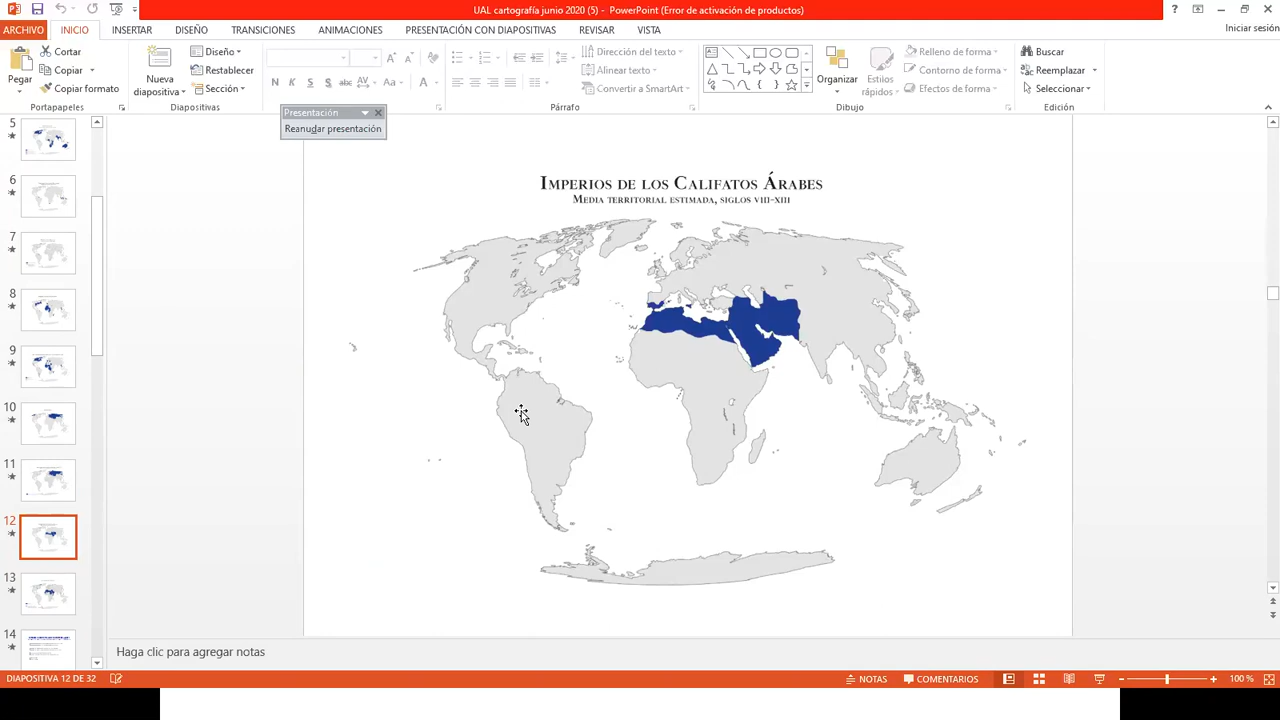 UAL cartografía junio 2020 (5) - PowerPoint (Error de activación de productos)
ARCHIVO INICIO INSERTAR DISEÑO TRANSICIONES ANIMACIONES PRESENTACIÓN CON DIAPOSITIVAS REVISAR VISTA
Iniciar sesión
Pegar
Cortar
Copiar
Copiar formato
Portapapeles
Nueva
diapositiva
Diseño
Restablecer
Sección
Diapositivas
N K S S abc AV Aa A
Párrafo
Dirección del texto
Alinear texto
Convertir a SmartArt
Organizar
Estilos
rápidos
Relleno de forma
Contorno de forma
Efectos de forma
Dibujo
Buscar
Reemplazar
Seleccionar
Edición
Presentación
Reanudar presentación
5
6
7
8
9
10
11
12
13
14
Imperios de los Califatos Árabes
Media territorial estimada, siglos VIII-XIII
Haga clic para agregar notas
DIAPOSITIVA 12 DE 32
NOTAS
COMENTARIOS
100 %